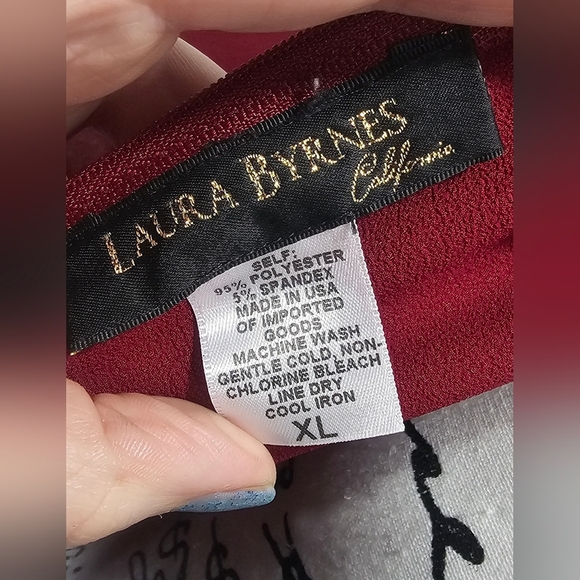 LAURA BYRNES
California
SELF:
95% POLYESTER
5% SPANDEX
MADE IN USA
OF IMPORTED
GOODS
MACHINE WASH
GENTLE COLD, NON-
CHLORINE BLEACH
LINE DRY
COOL IRON
XL